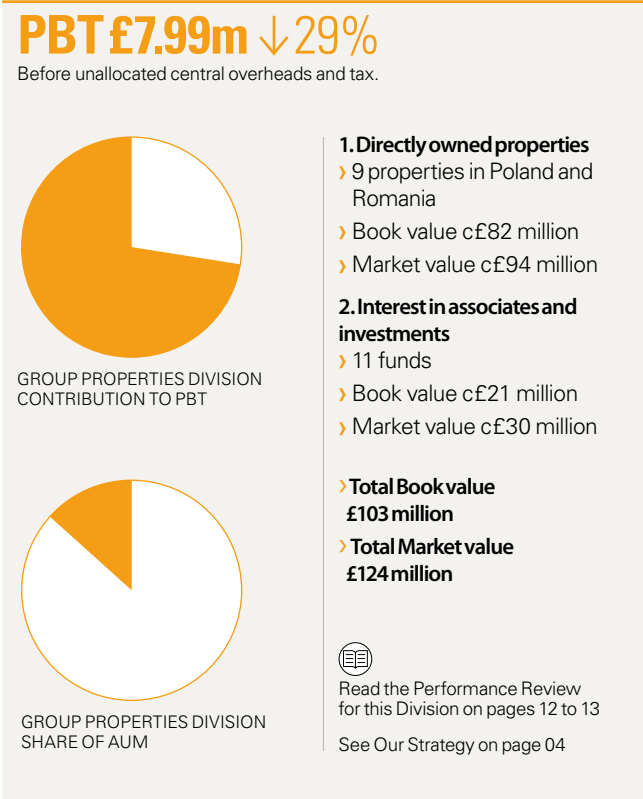 PBT £7.99m ↓29%
Before unallocated central overheads and tax.
GROUP PROPERTIES DIVISION
CONTRIBUTION TO PBT
GROUP PROPERTIES DIVISION
SHARE OF AUM
1. Directly owned properties
› 9 properties in Poland and
Romania
› Book value c£82 million
› Market value c£94 million
2. Interest in associates and
investments
› 11 funds
› Book value c£21 million
› Market value c£30 million
› Total Book value
£103 million
› Total Market value
£124 million
Read the Performance Review
for this Division on pages 12 to 13
See Our Strategy on page 04